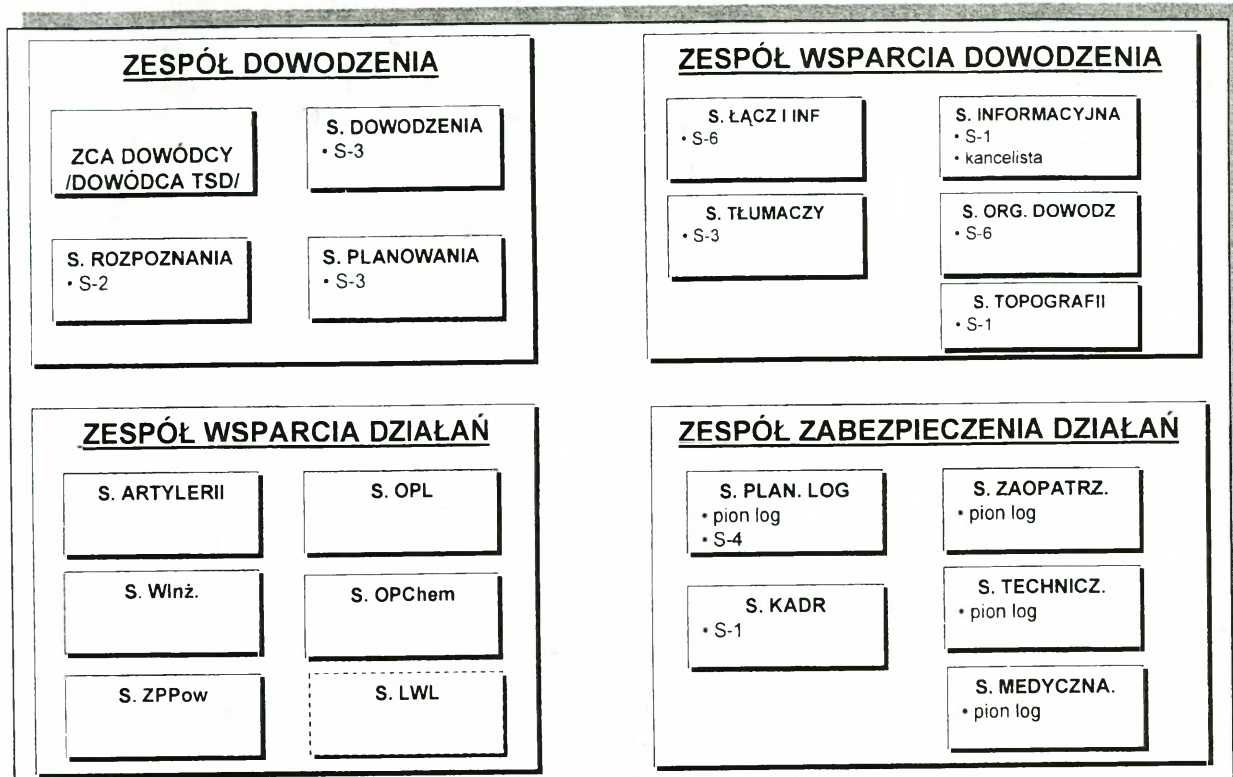 ZESPÓŁ DOWODZENIA
ZCA DOWÓDCY
/DOWÓDCA TSD/
S. DOWODZENIA
• S-3
S. ROZPOZNANIA
• S-2
S. PLANOWANIA
• S-3
ZESPÓŁ WSPARCIA DOWODZENIA
S. ŁĄCZ I INF
• S-6
S. INFORMACYJNA
• S-1
• kancelista
S. TŁUMACZY
• S-3
S. ORG. DOWODZ
• S-6
S. TOPOGRAFII
• S-1
ZESPÓŁ WSPARCIA DZIAŁAŃ
S. ARTYLERII
S. OPL
S. WInż.
S. OPChem
S. ZPPow
S. LWL
ZESPÓŁ ZABEZPIECZENIA DZIAŁAŃ
S. PLAN. LOG
• pion log
• S-4
S. ZAOPATRZ.
• pion log
S. KADR
• S-1
S. TECHNICZ.
• pion log
S. MEDYCZNA.
• pion log